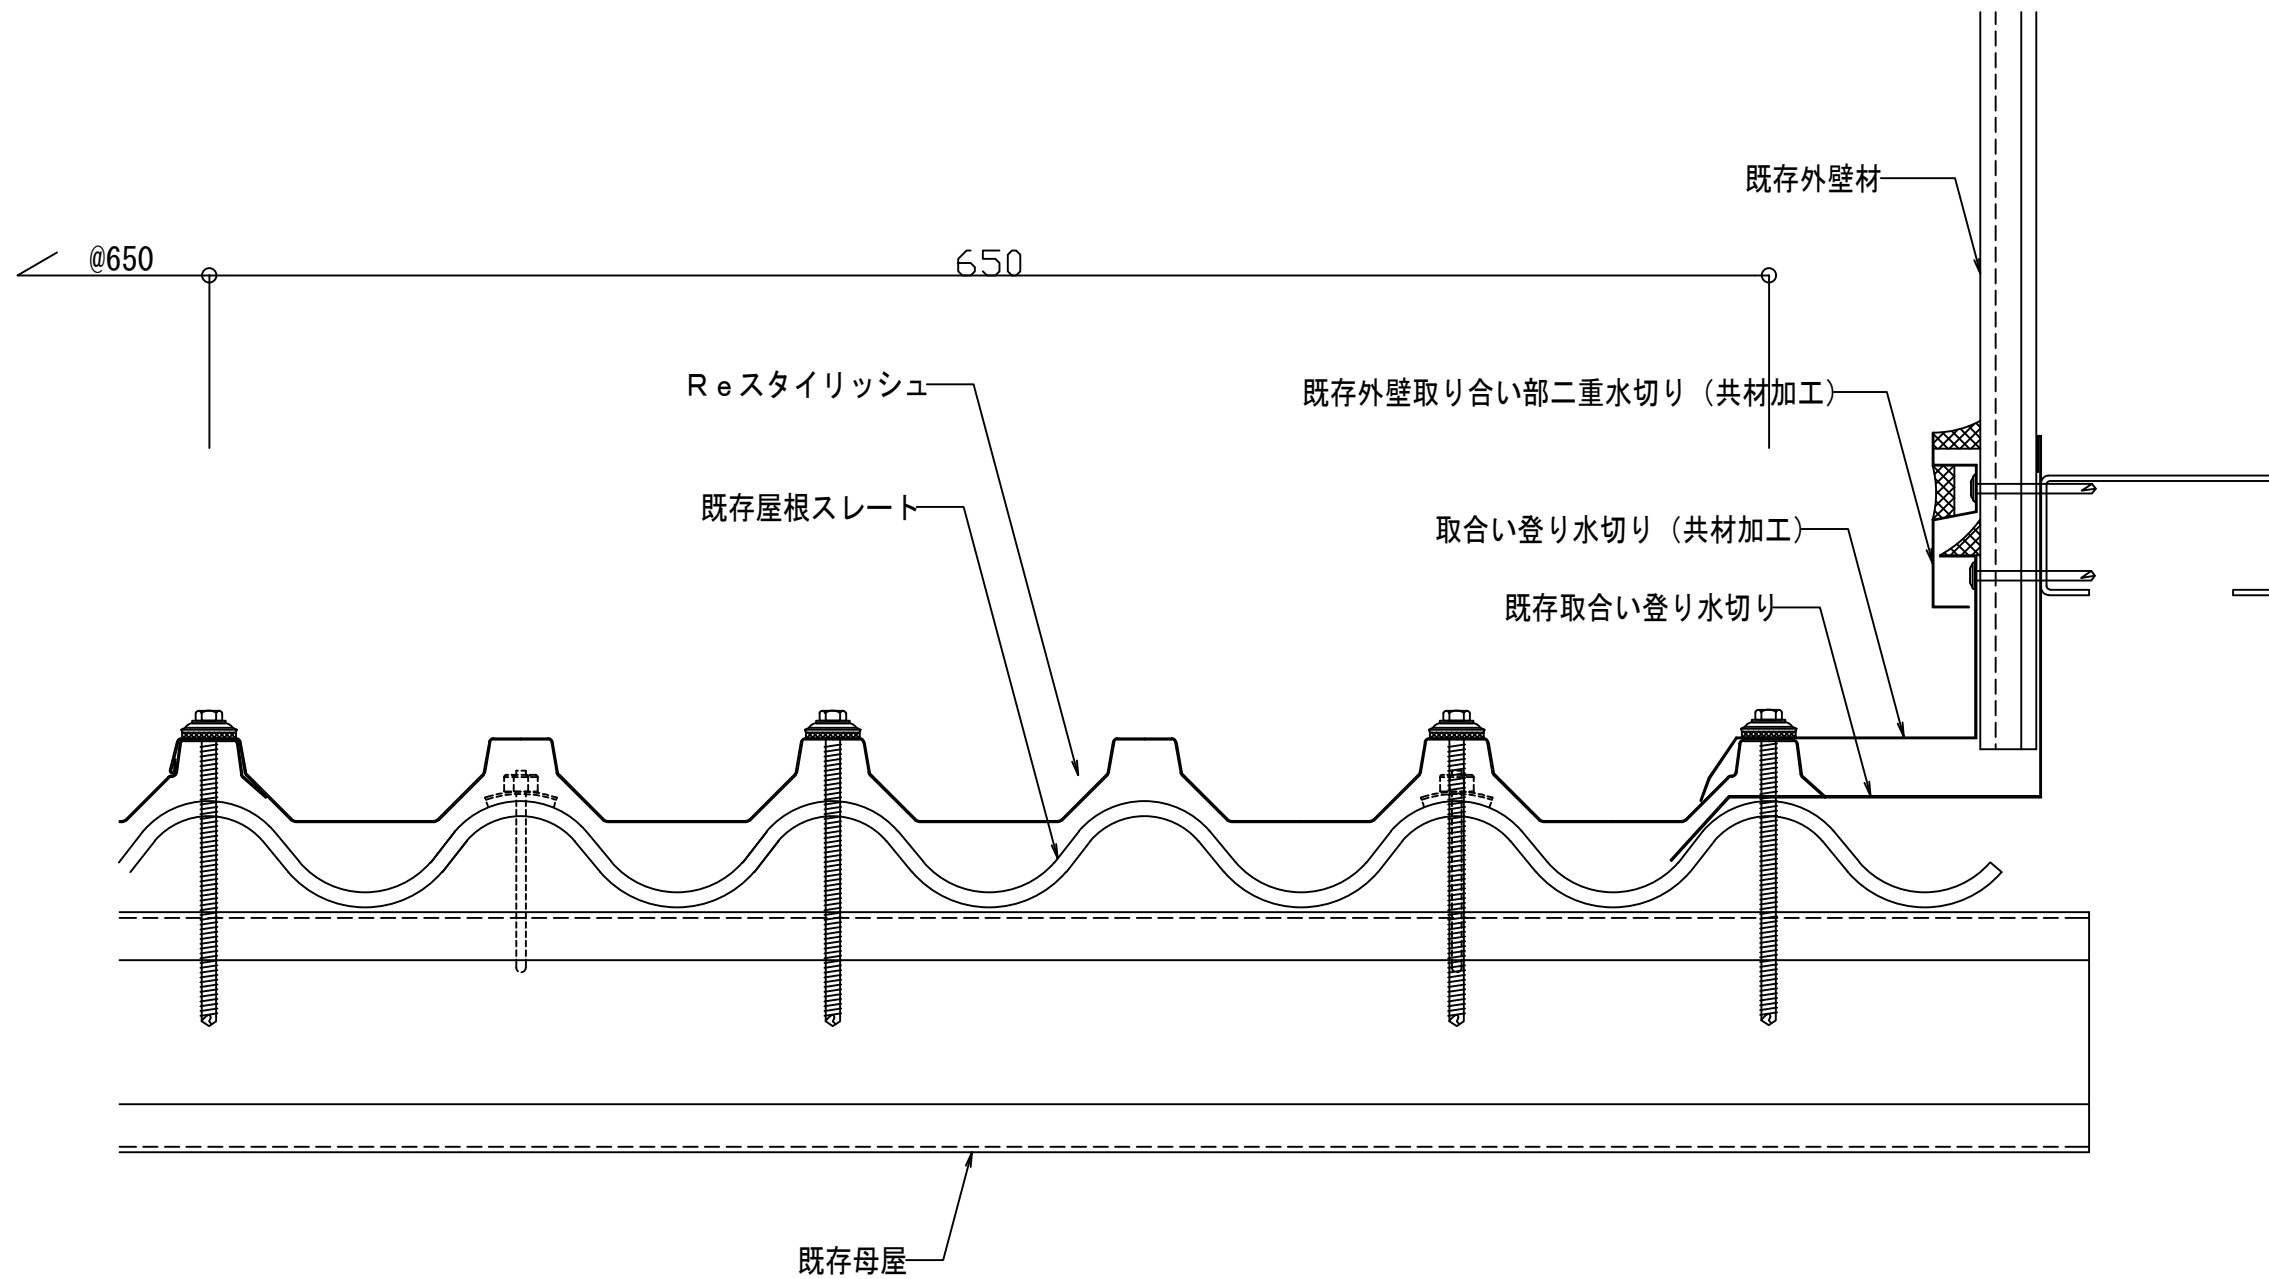 既存外壁材
@650
650
Ｒｅスタイリッシュ
既存外壁取り合い部二重水切り（共材加工）
既存屋根スレート
取合い登り水切り（共材加工）
既存取合い登り水切り
既存母屋